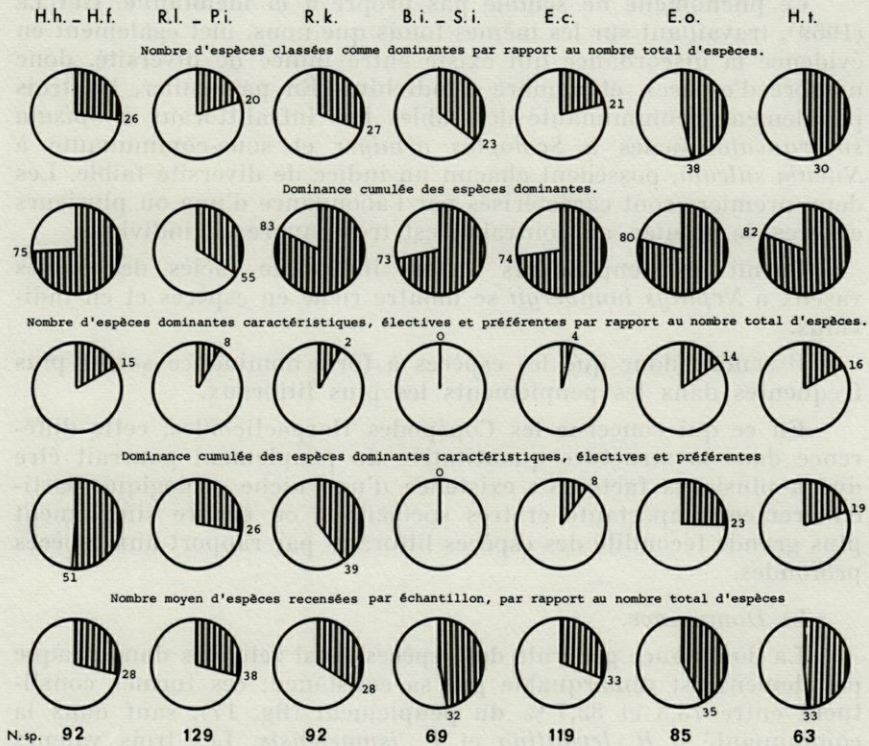 H.h. _ H.f. R.l. _ P.i. R.k. B.i. _ S.i. E.c. E.o. H.t.
Nombre d'espèces classées comme dominantes par rapport au nombre total d'espèces.
26 20 27 23 21 38 30
Dominance cumulée des espèces dominantes.
75 55 83 73 74 80 82
Nombre d'espèces dominantes caractéristiques, électives et préférentes par rapport au nombre total d'espèces.
15 8 2 0 4 14 16
Dominance cumulée des espèces dominantes caractéristiques, électives et préférentes
51 26 39 0 8 23 19
Nombre moyen d'espèces recensées par échantillon, par rapport au nombre total d'espèces
28 38 28 32 33 35 33
N.sp. 92 129 92 69 119 85 63